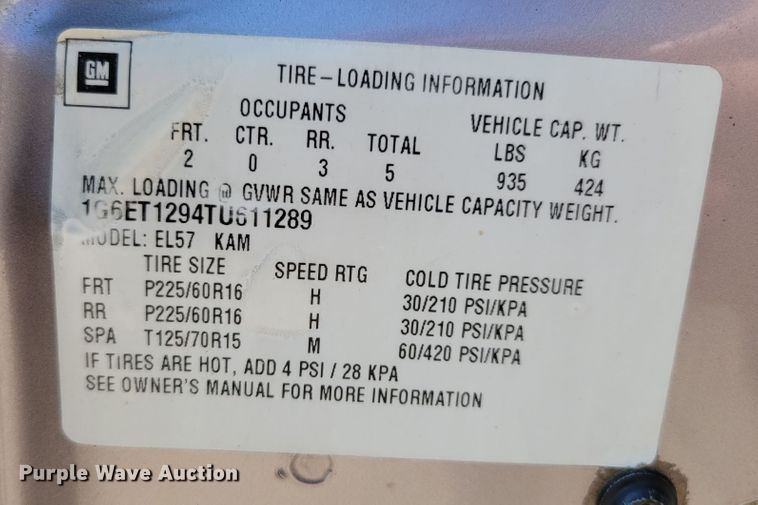 GM
TIRE-LOADING INFORMATION
OCCUPANTS VEHICLE CAP. WT.
FRT. CTR. RR. TOTAL LBS KG
2 0 3 5 935 424
MAX. LOADING @ GVWR SAME AS VEHICLE CAPACITY WEIGHT.
1G6ET1294TU611289
MODEL: EL57 KAM
TIRE SIZE SPEED RTG COLD TIRE PRESSURE
FRT P225/60R16 H 30/210 PSI/KPA
RR P225/60R16 H 30/210 PSI/KPA
SPA T125/70R15 M 60/420 PSI/KPA
IF TIRES ARE HOT, ADD 4 PSI / 28 KPA
SEE OWNER'S MANUAL FOR MORE INFORMATION
Purple Wave Auction